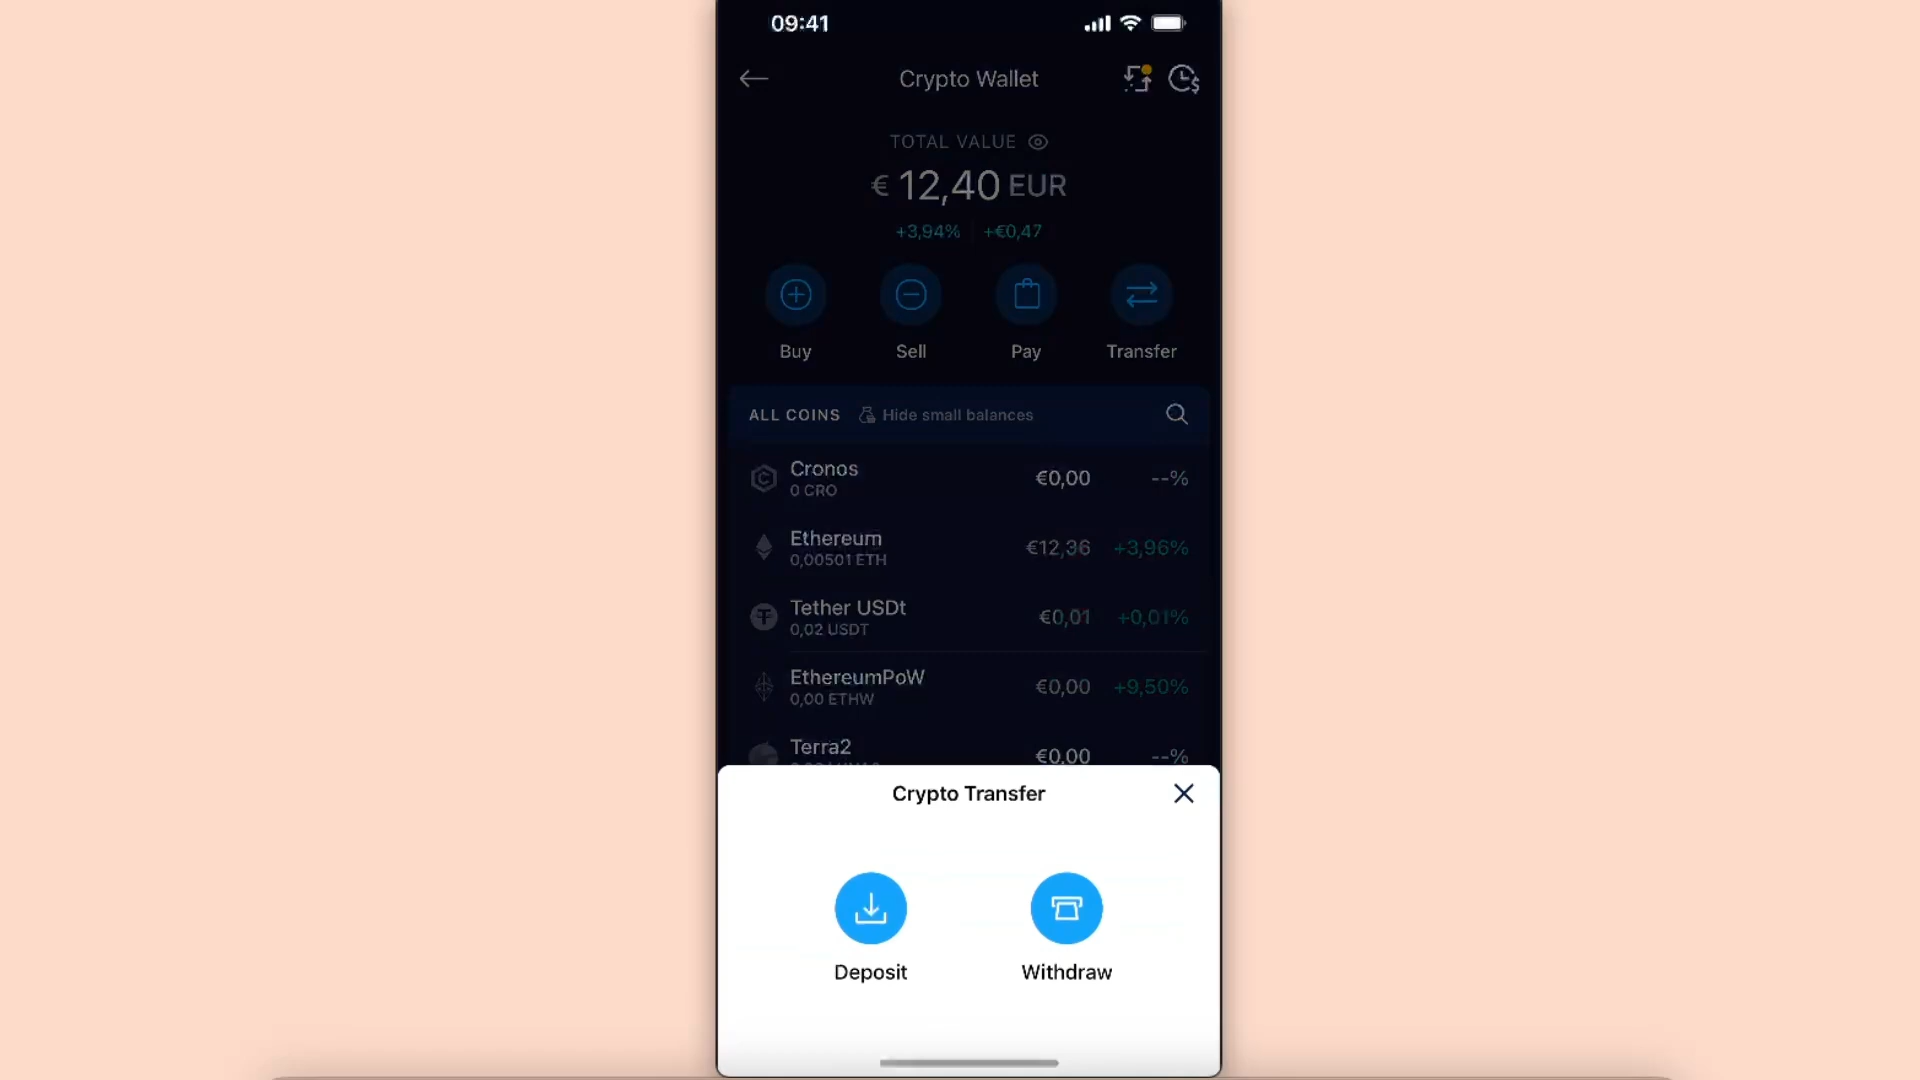 09:41
Crypto Wallet
TOTAL VALUE
€ 12,40 EUR
+3,94% +€0,47
Buy Sell Pay Transfer
ALL COINS Hide small balances
Cronos €0,00 --%
0 CRO
Ethereum €12,36 +3,96%
0,00501 ETH
Tether USDt €0,01 +0,01%
0,02 USDT
EthereumPoW €0,00 +9,50%
0,00 ETHW
Terra2 €0,00 --%
Crypto Transfer
Deposit Withdraw